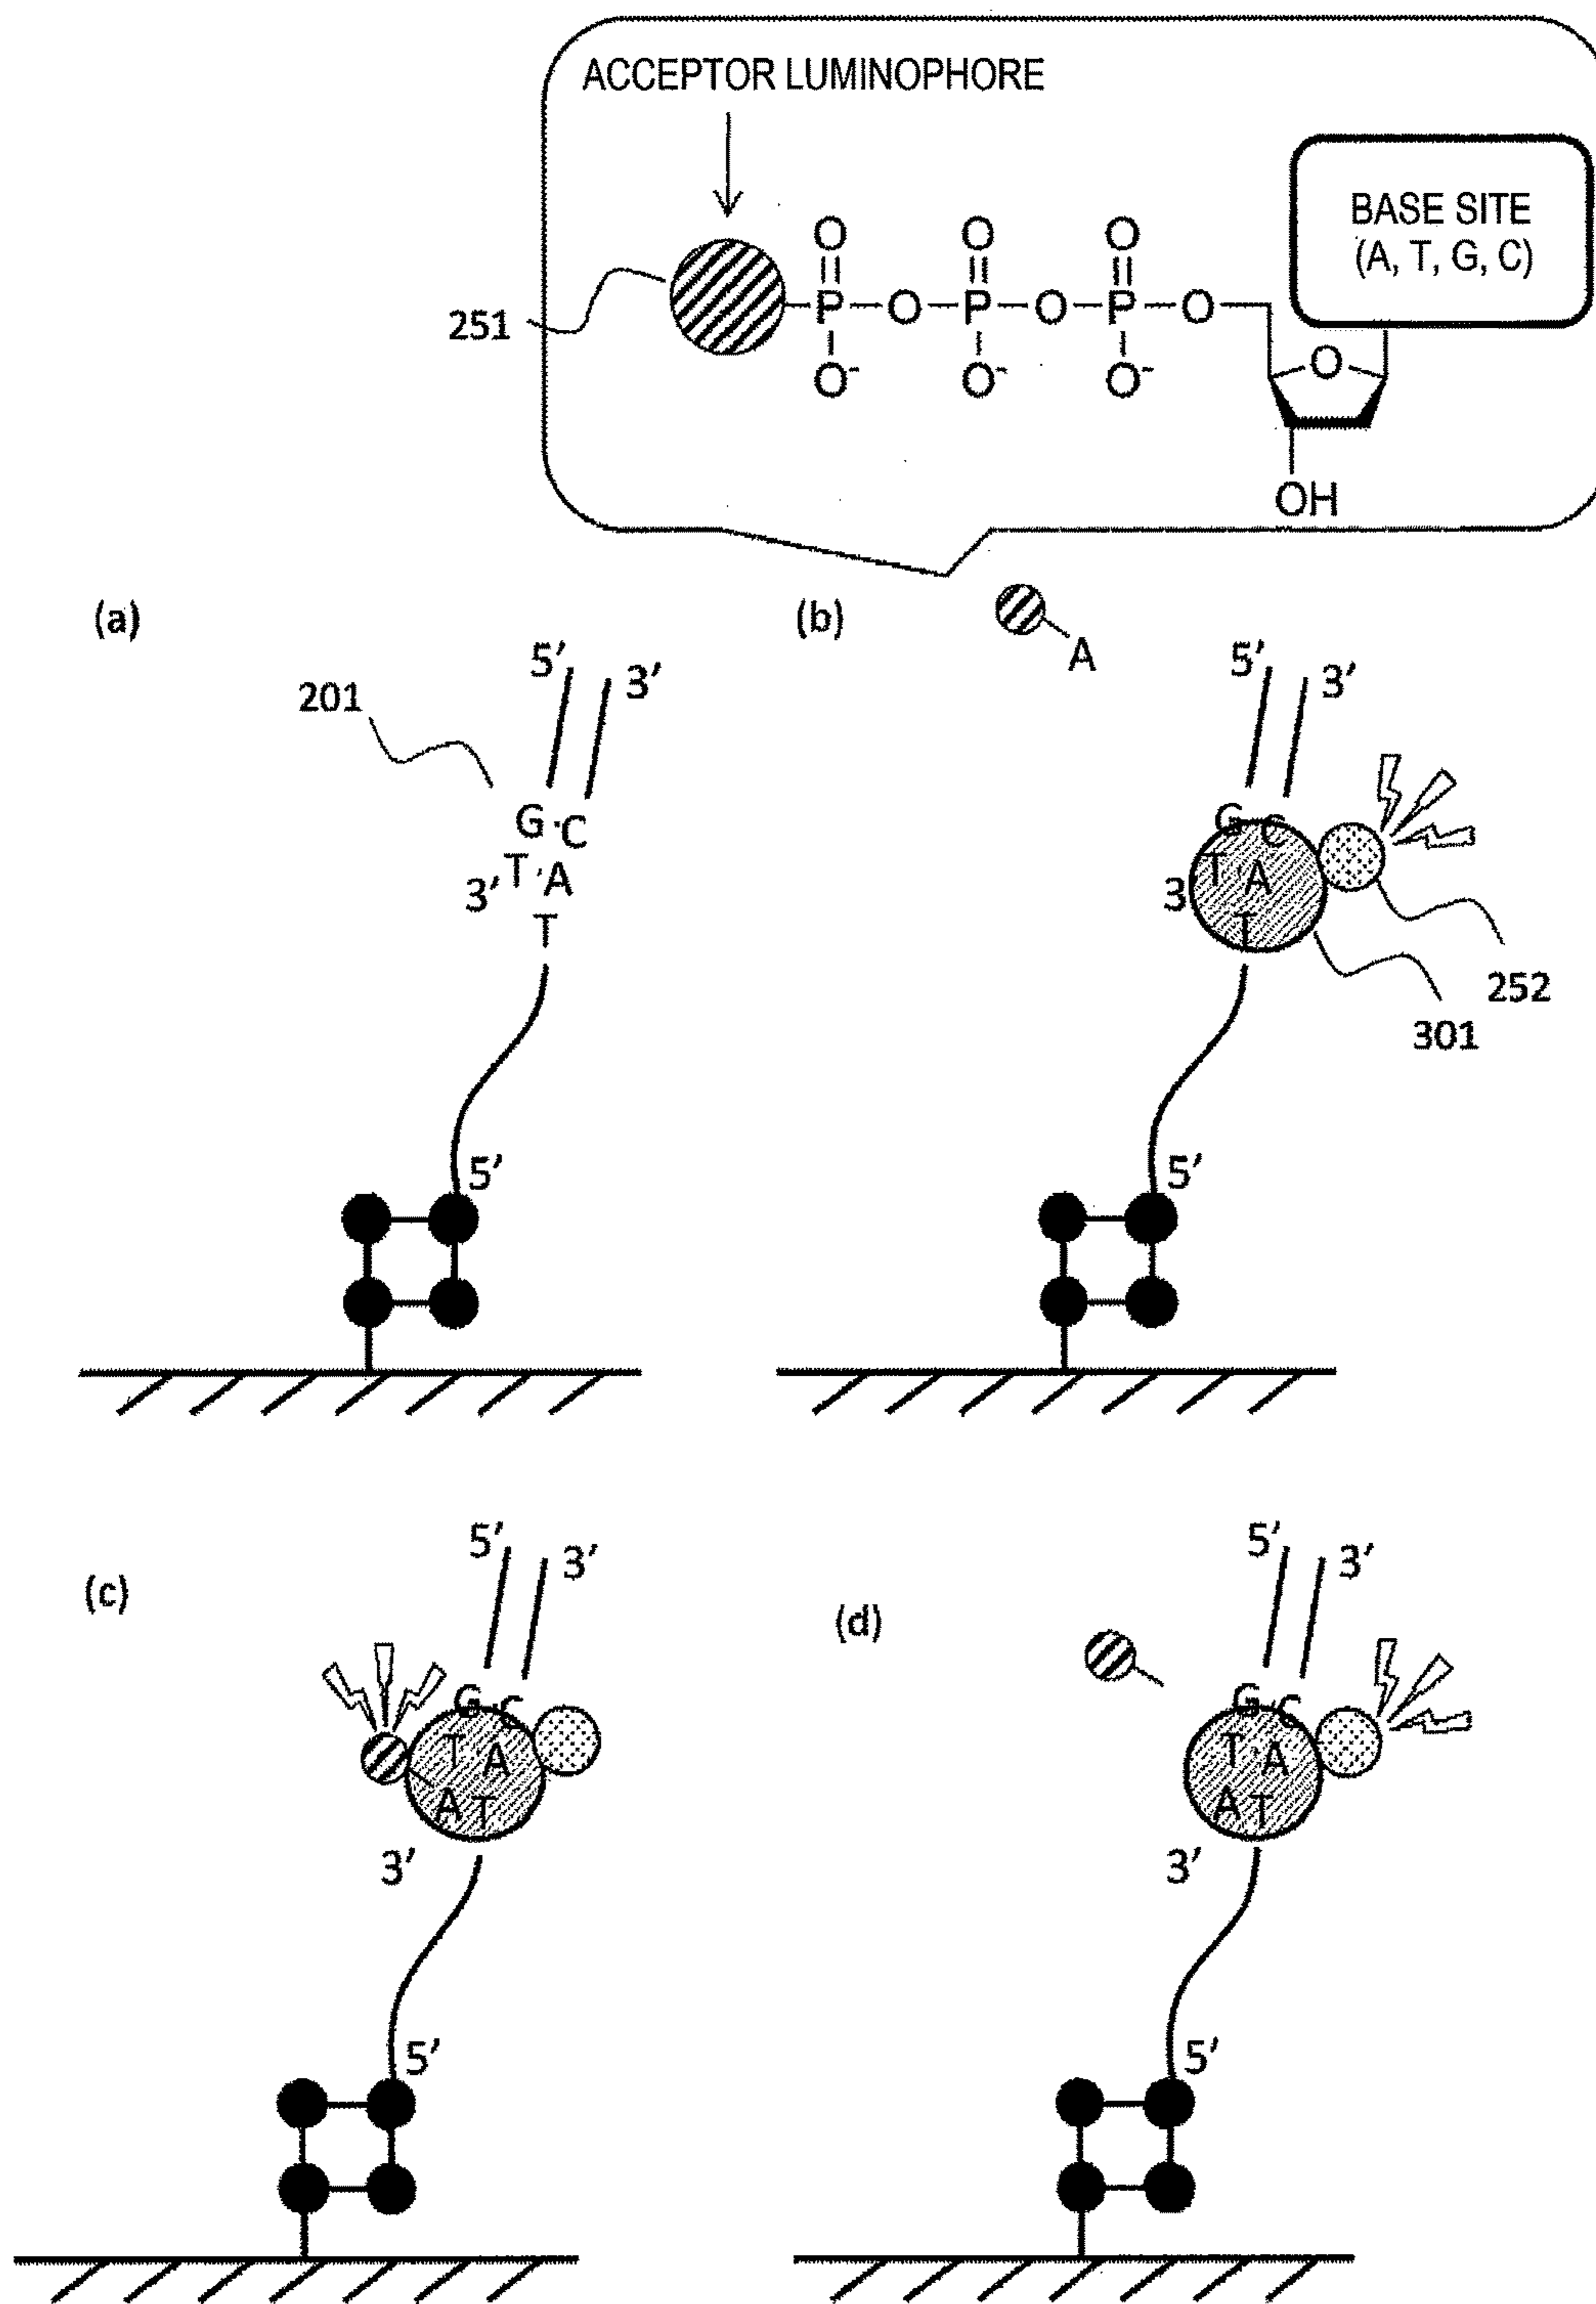 ACCEPTOR LUMINOPHORE
BASE SITE
(A, T, G, C)
O O O
251
P O P O P O
O- O- O-
O
OH
(a)
(b)
A
5' 3'
201
G C
T A
3'
T
5'
5' 3'
G C
T A
3
T
252
301
5'
(c)
5' 3'
G C
T A
A T
3'
5'
(d)
5' 3'
G C
T A
A T
3'
5'